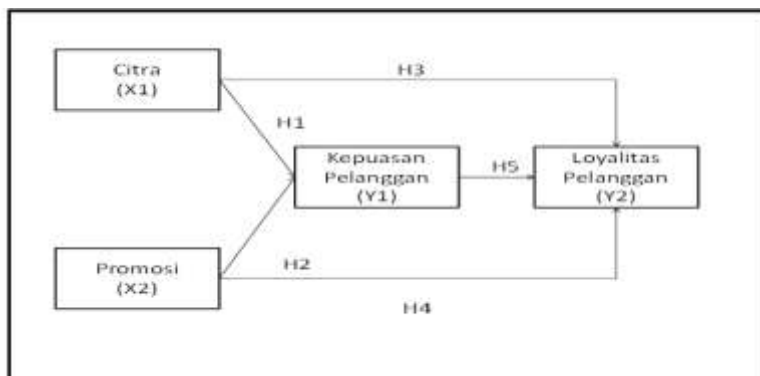 Citra
(X1)
H3
H1
Kepuasan
Pelanggan
(Y1)
H5
Loyalitas
Pelanggan
(Y2)
Promosi
(X2)
H2
H4